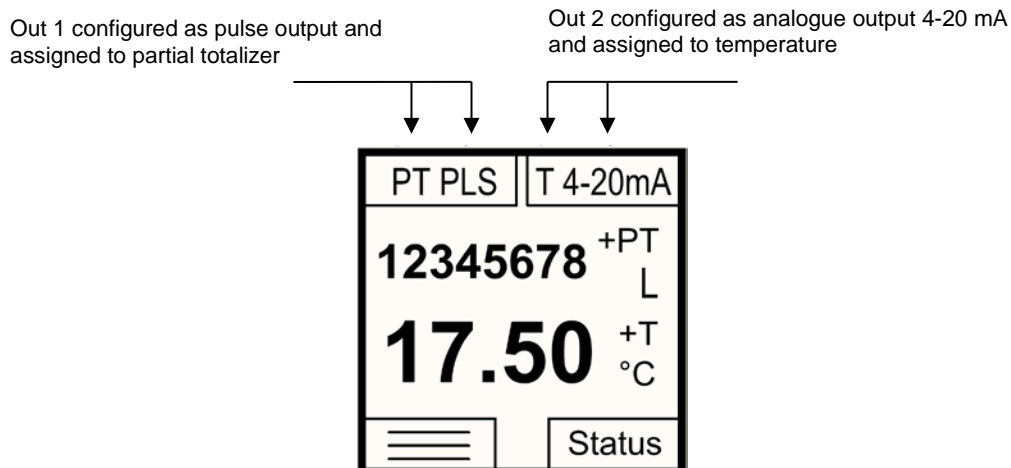 Out 1 configured as pulse output and
assigned to partial totalizer
Out 2 configured as analogue output 4-20 mA
and assigned to temperature
PT PLS
T 4-20mA
12345678 +PT
L
17.50 +T
°C
Status